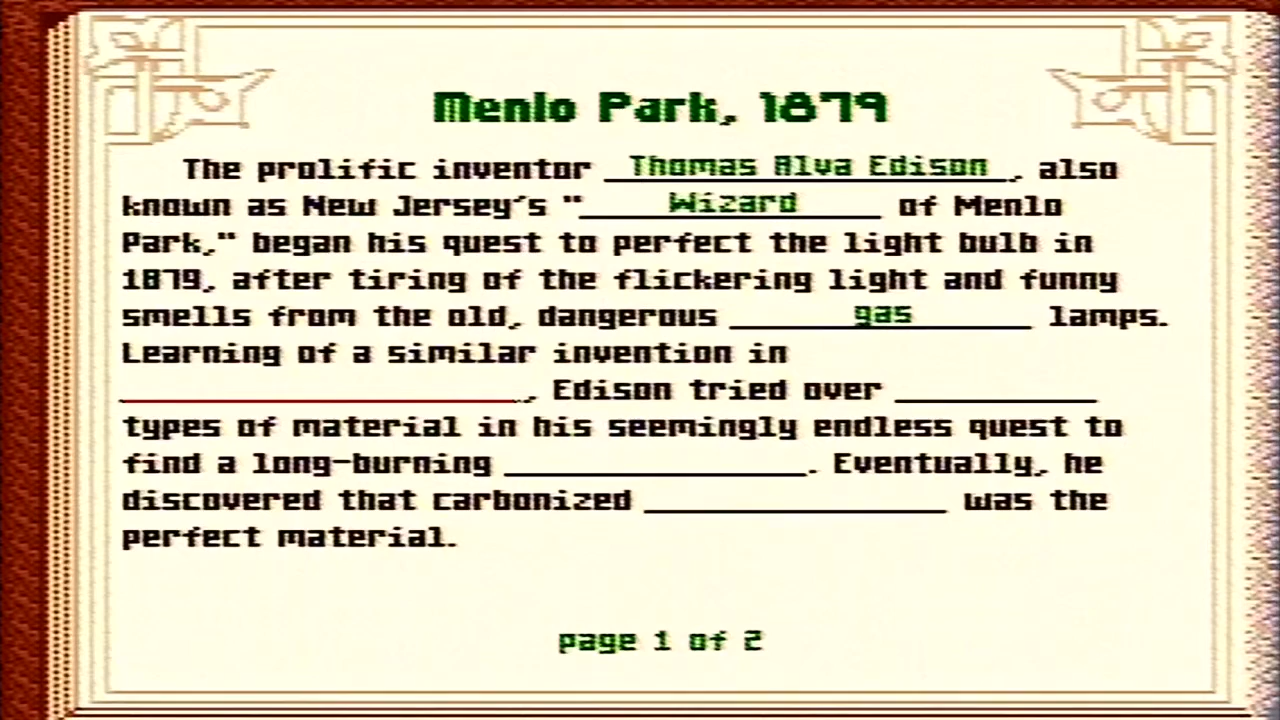 Menlo Park, 1879
The prolific inventor Thomas Alva Edison, also
known as New Jersey's "Wizard of Menlo
Park," began his quest to perfect the light bulb in
1879, after tiring of the flickering light and funny
smells from the old, dangerous gas lamps.
Learning of a similar invention in
, Edison tried over
types of material in his seemingly endless quest to
find a long-burning . Eventually, he
discovered that carbonized was the
perfect material.
page 1 of 2